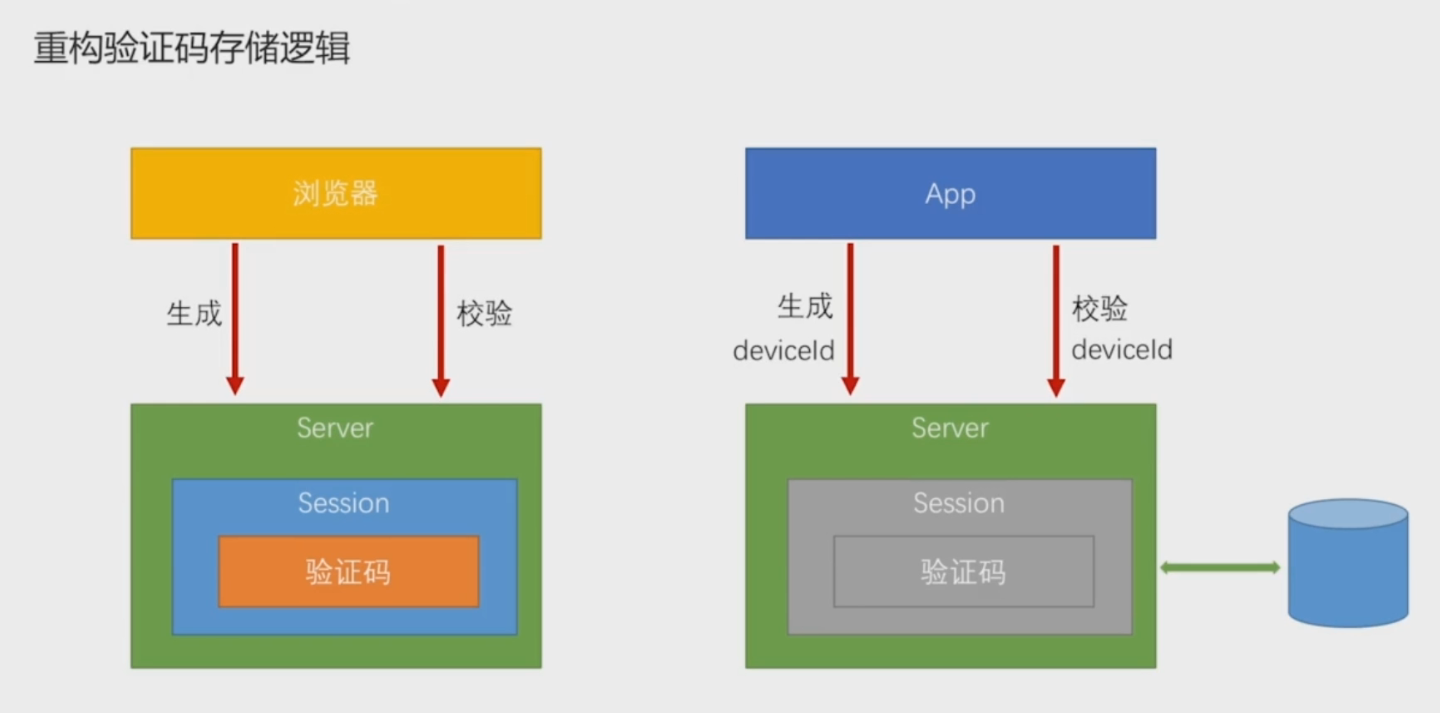 重构验证码存储逻辑
浏览器
生成
校验
Server
Session
验证码
App
生成
deviceId
校验
deviceId
Server
Session
验证码